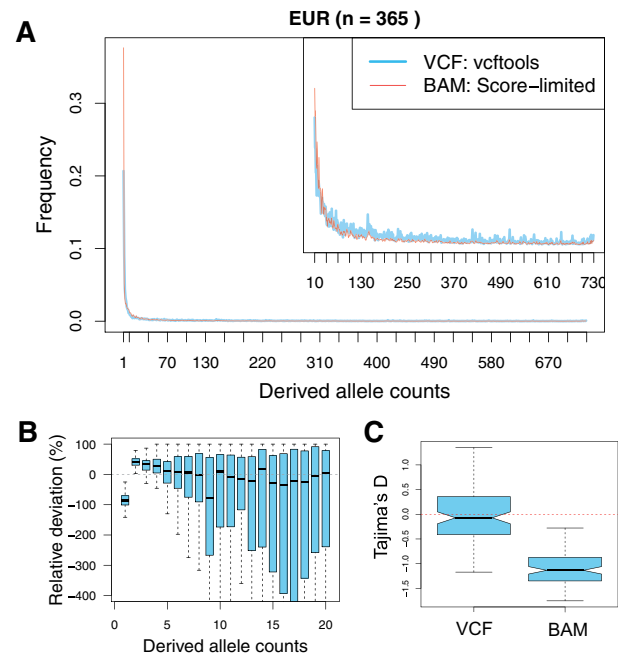 A
EUR (n = 365 )
VCF: vcftools
BAM: Score−limited
Frequency
0.3
0.2
0.1
0.0
10 130 250 370 490 610 730
1 70 130 220 310 400 490 580 670
Derived allele counts
B
Relative deviation (%)
100
0
−100
−200
−300
−400
0 5 10 15 20
Derived allele counts
C
Tajima's D
1.0
0.5
0.0
−0.5
−1.0
−1.5
VCF BAM